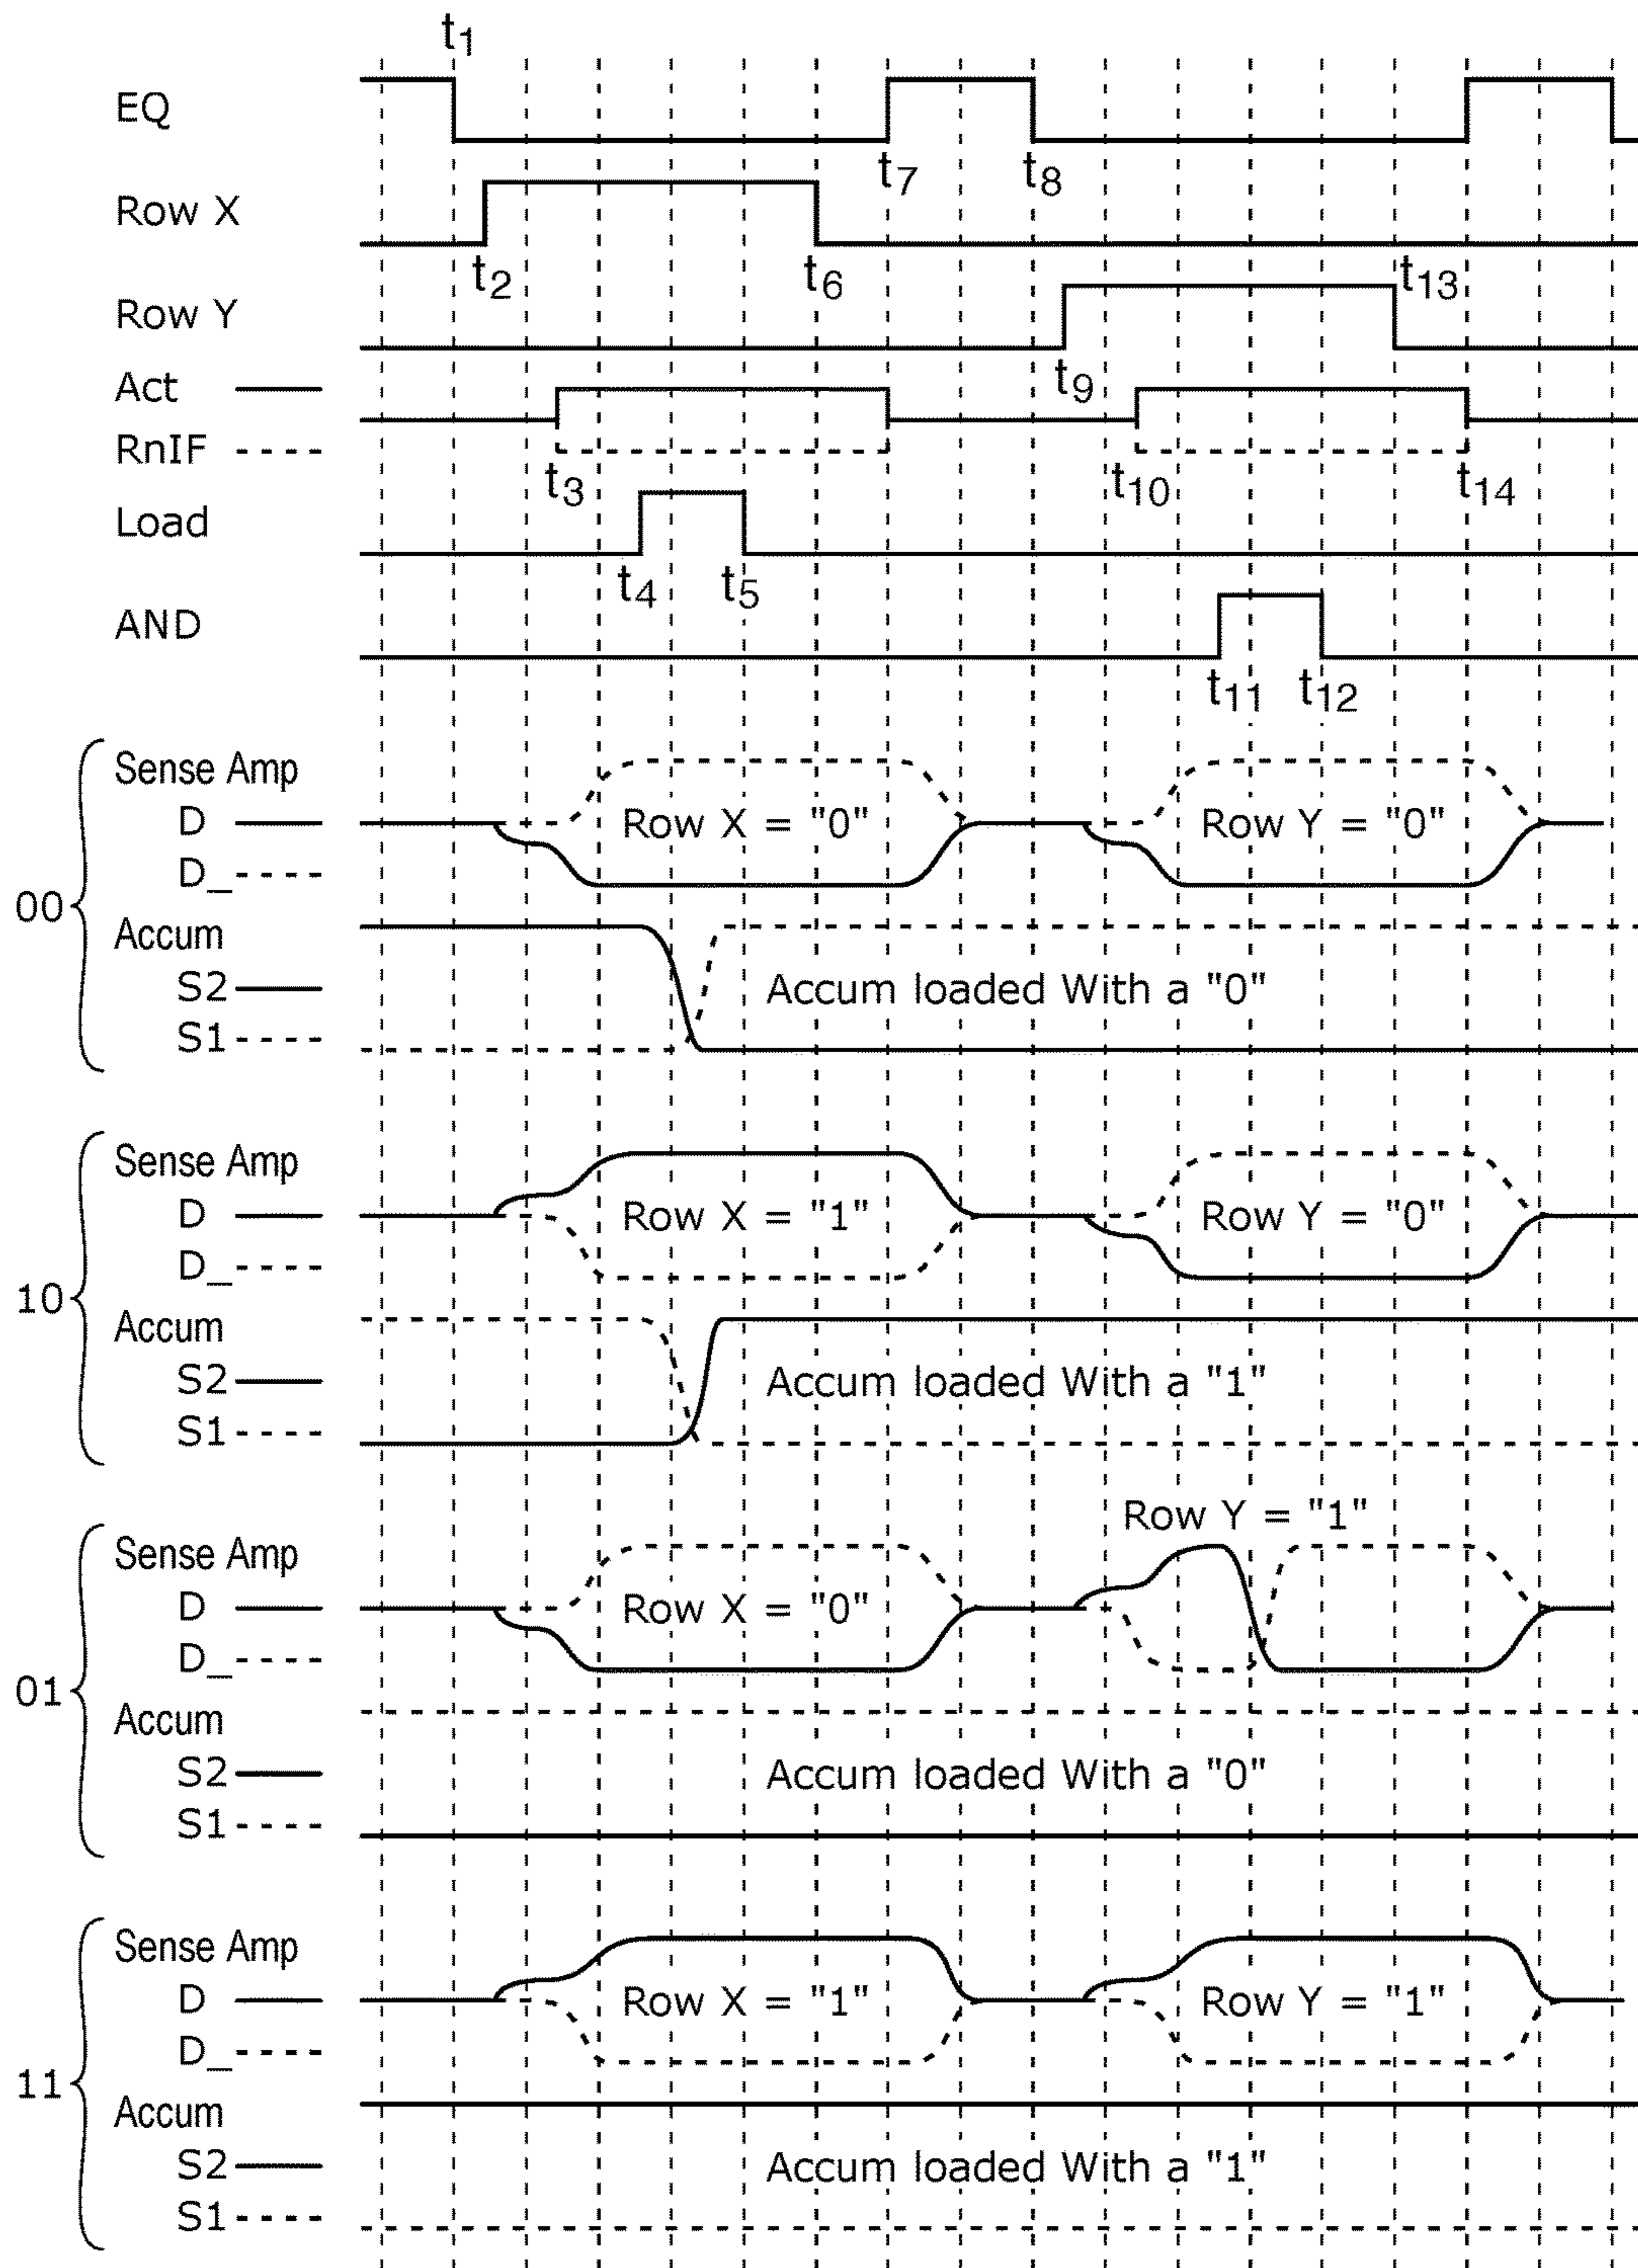 t1
EQ
t7 t8
Row X
t2 t6 t13
Row Y
t9
Act
RnIF
t3 t10 t14
Load
t4 t5
AND
t11 t12
00
Sense Amp
D Row X = "0" Row Y = "0"
D_
Accum
S2 Accum loaded With a "0"
S1
10
Sense Amp
D Row X = "1" Row Y = "0"
D_
Accum
S2 Accum loaded With a "1"
S1
01
Row Y = "1"
Sense Amp
D Row X = "0"
D_
Accum
S2 Accum loaded With a "0"
S1
11
Sense Amp
D Row X = "1" Row Y = "1"
D_
Accum
S2 Accum loaded With a "1"
S1